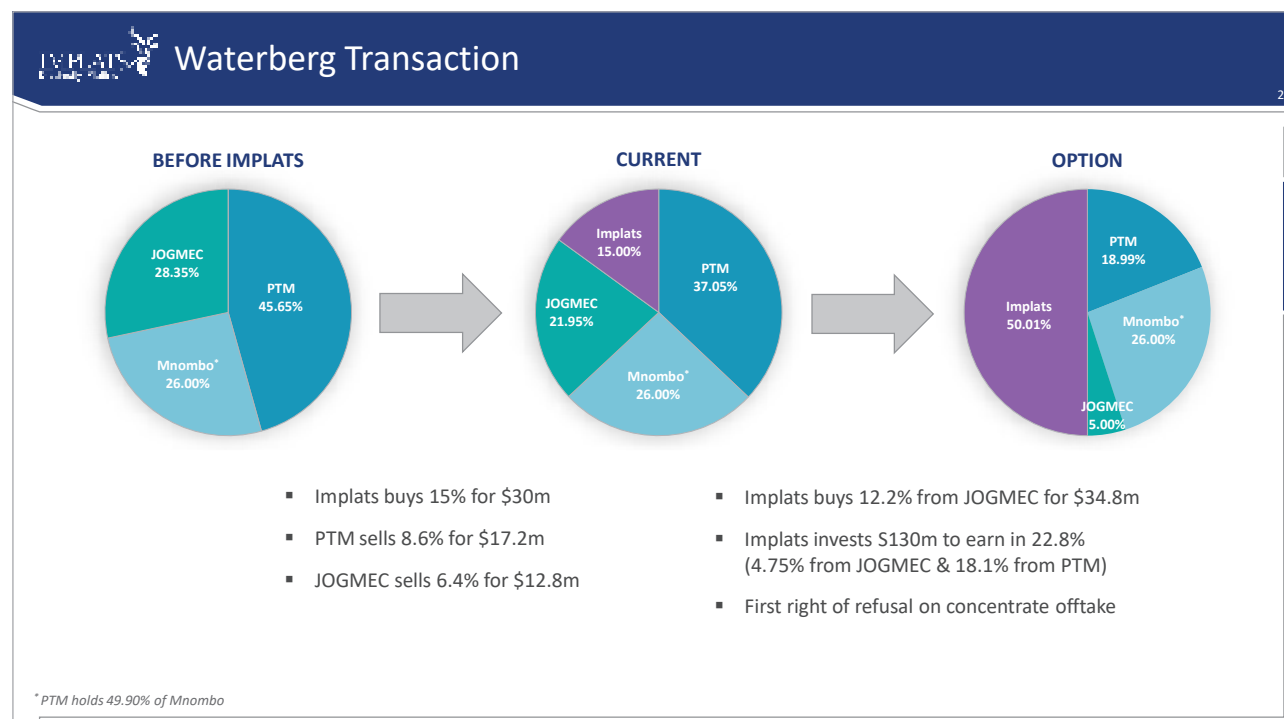 Waterberg Transaction
2
BEFORE IMPLATS
JOGMEC
28.35%
PTM
45.65%
Mnombo*
26.00%
CURRENT
Implats
15.00%
PTM
37.05%
JOGMEC
21.95%
Mnombo*
26.00%
OPTION
PTM
18.99%
Implats
50.01%
Mnombo*
26.00%
JOGMEC
5.00%
▪ Implats buys 15% for $30m
▪ PTM sells 8.6% for $17.2m
▪ JOGMEC sells 6.4% for $12.8m
▪ Implats buys 12.2% from JOGMEC for $34.8m
▪ Implats invests S130m to earn in 22.8%
(4.75% from JOGMEC & 18.1% from PTM)
▪ First right of refusal on concentrate offtake
* PTM holds 49.90% of Mnombo